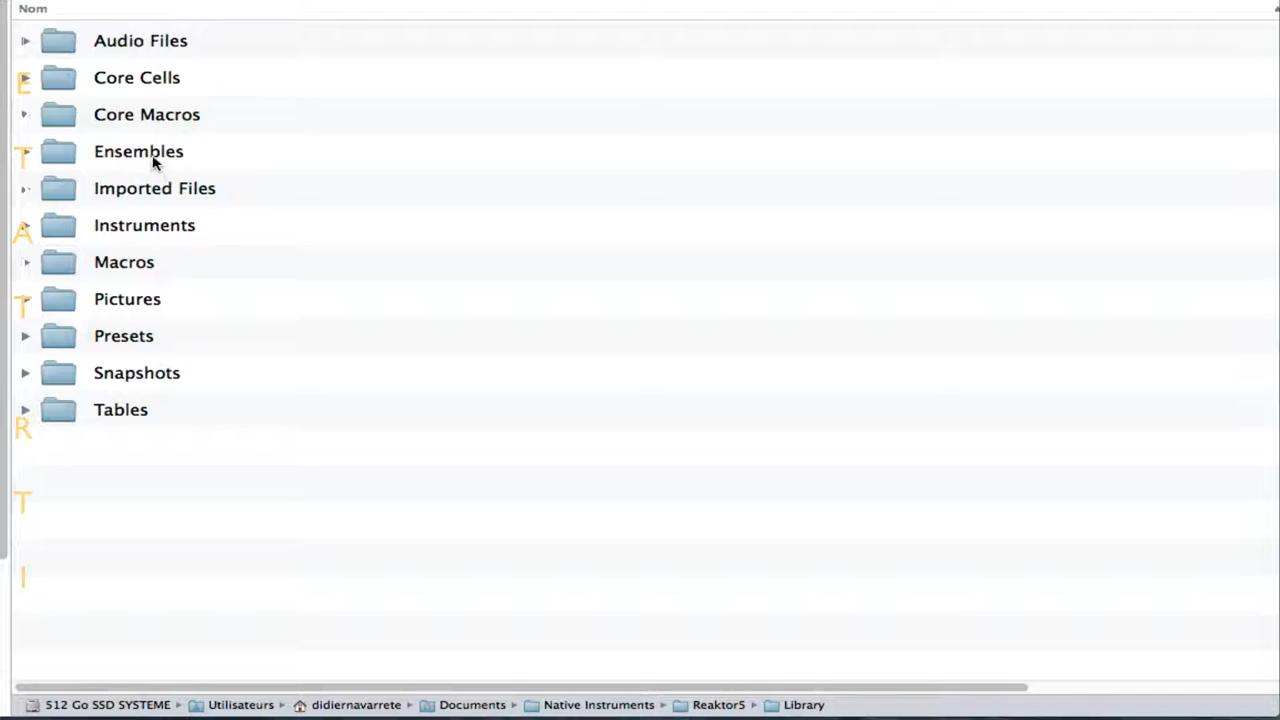 Nom
Audio Files
E
Core Cells
Core Macros
T
Ensembles
Imported Files
A
Instruments
Macros
T
Pictures
Presets
Snapshots
Tables
R
T
I
512 Go SSD SYSTEME Utilisateurs didiernavarrete Documents Native Instruments Reaktor5 Library